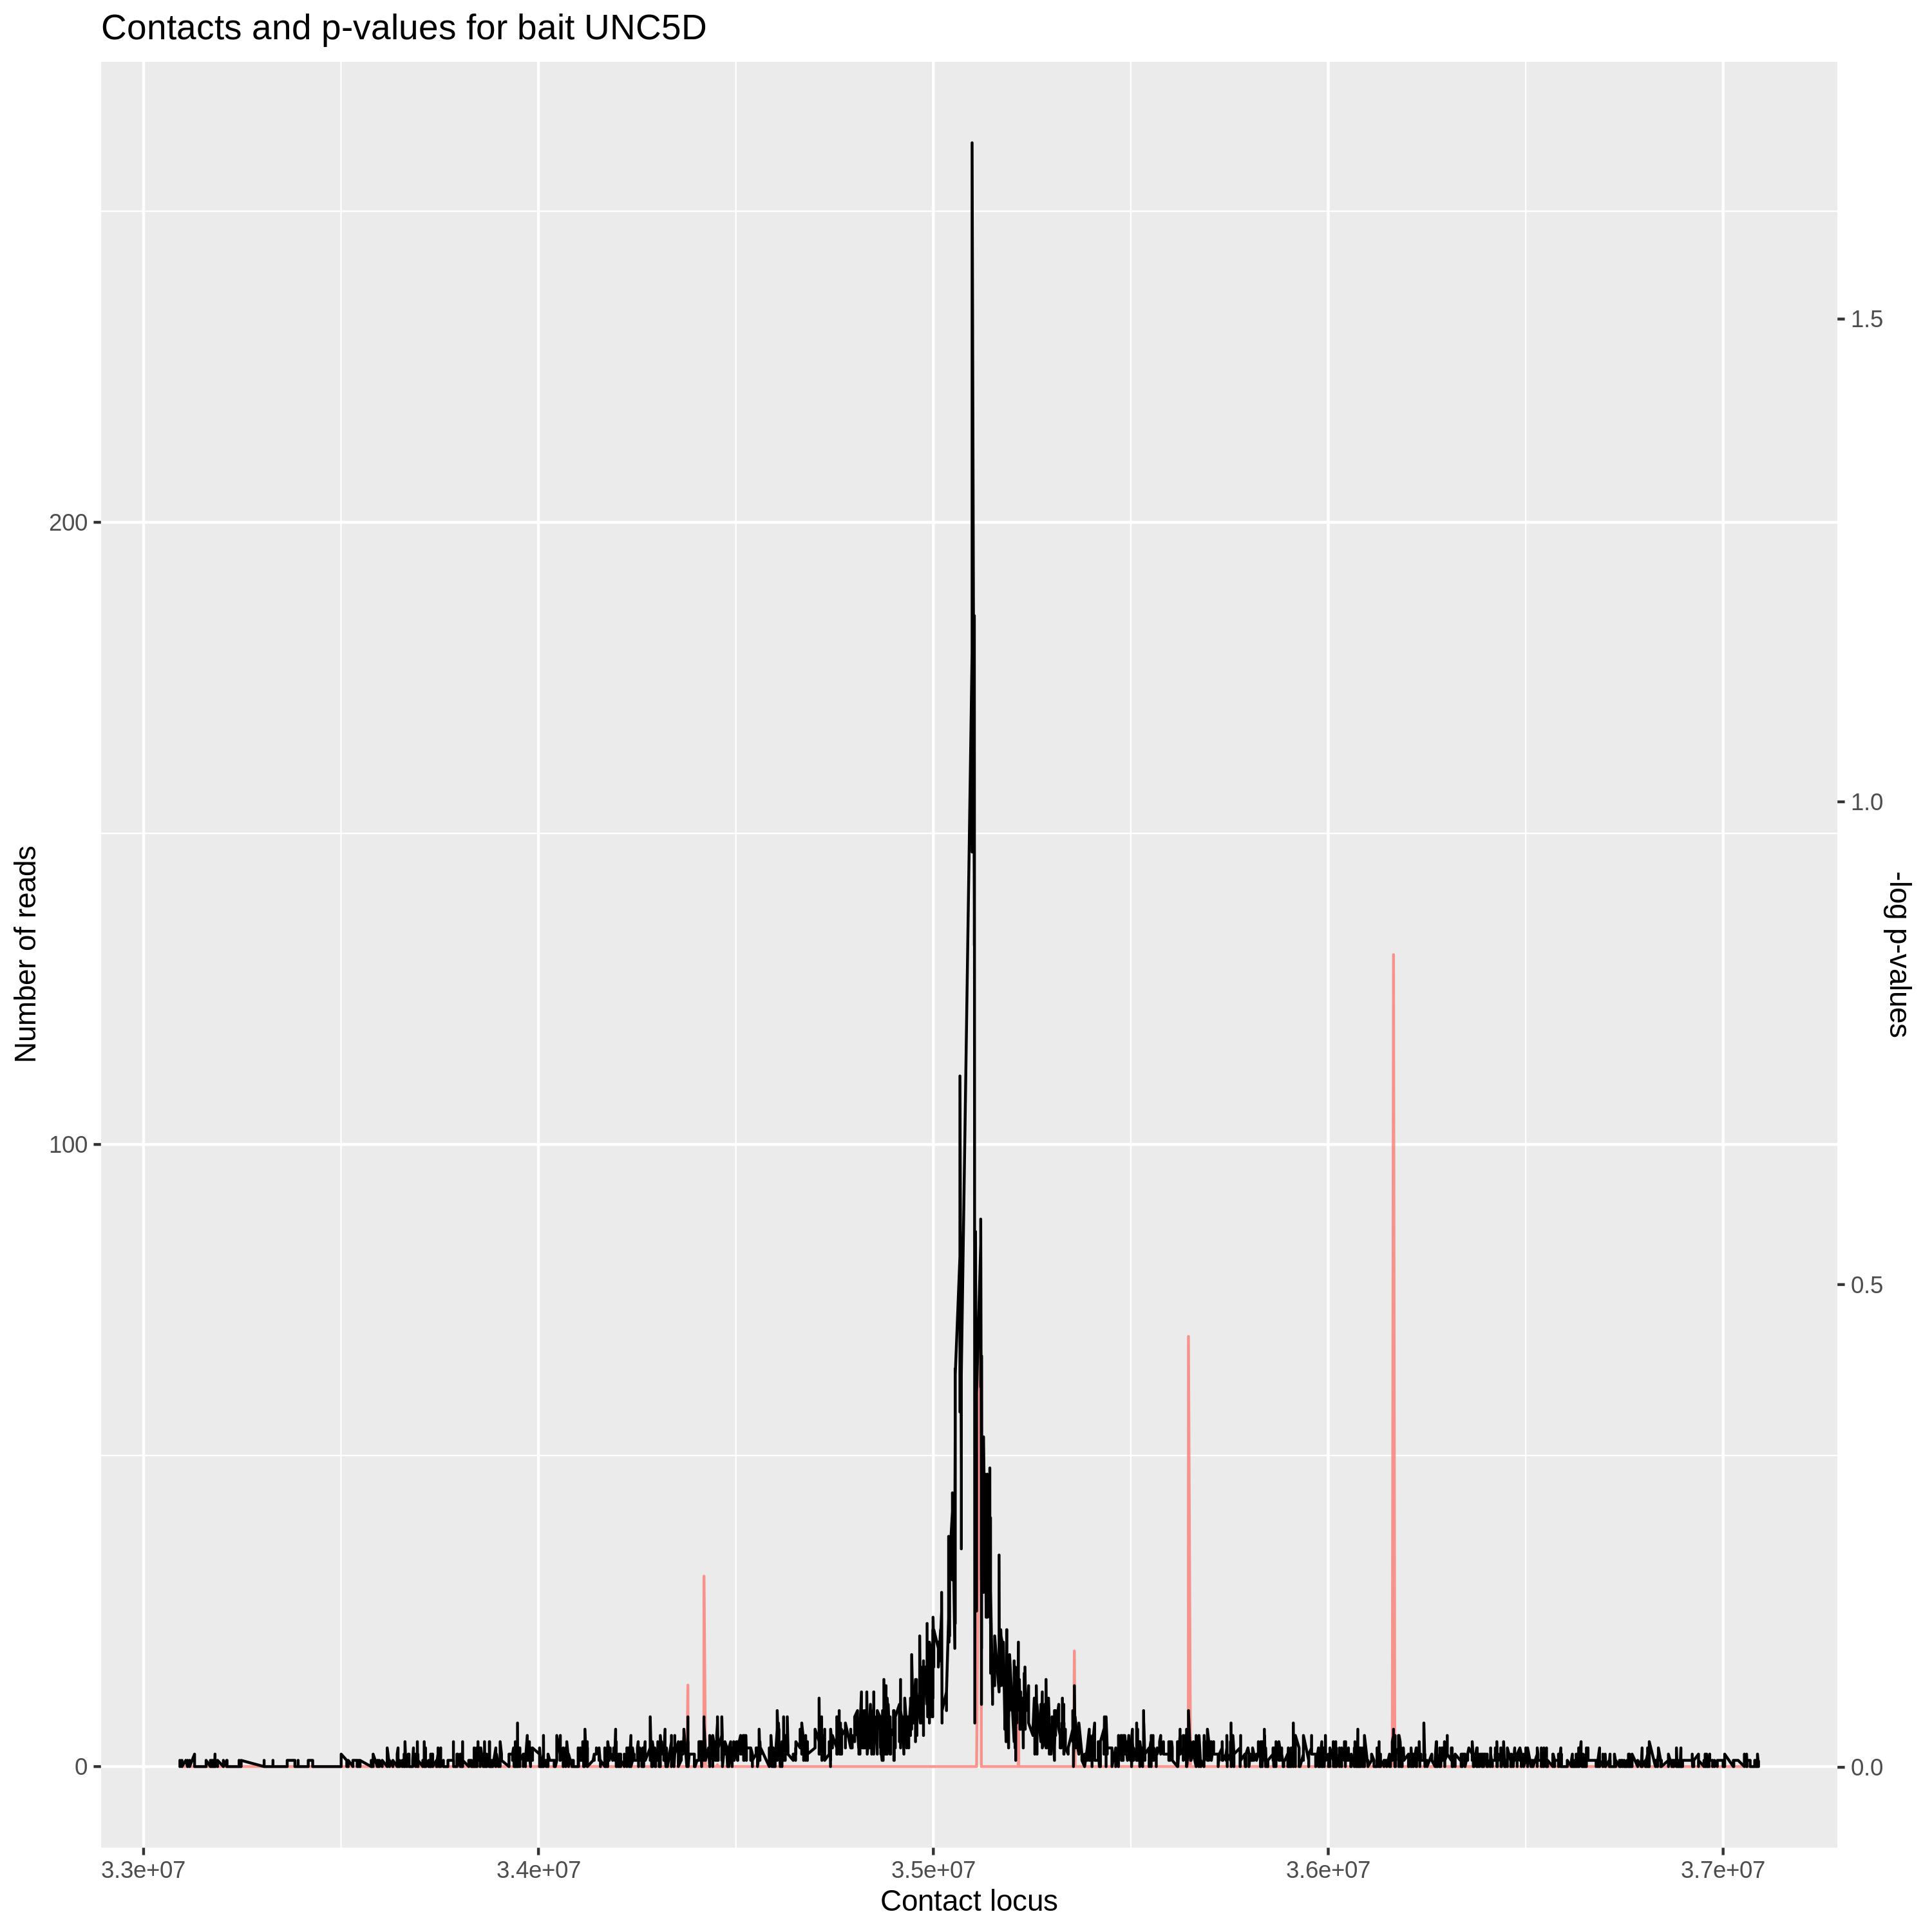 Contacts and p-values for bait UNC5D
Number of reads
200
100
0
1.5
1.0
0.5
0.0
-log p-values
3.3e+07
3.4e+07
3.5e+07
3.6e+07
3.7e+07
Contact locus